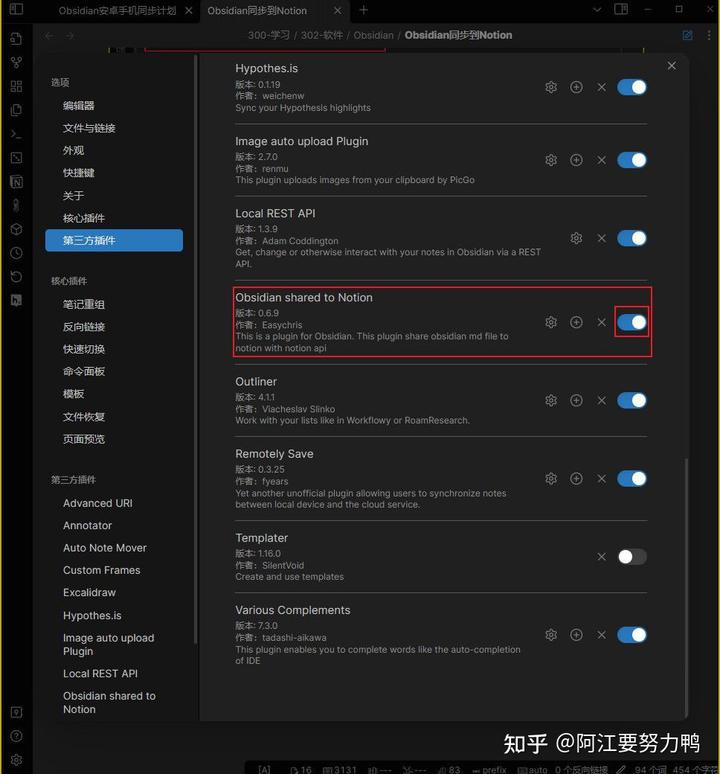 Obsidian安卓手机同步计划
Obsidian同步到Notion
300-学习 / 302-软件 / Obsidian / Obsidian同步到Notion
选项
编辑器
文件与链接
外观
快捷键
关于
核心插件
第三方插件
核心插件
笔记重组
反向链接
快速切换
命令面板
模板
文件恢复
页面预览
第三方插件
Advanced URI
Annotator
Auto Note Mover
Custom Frames
Excalidraw
Hypothes.is
Image auto upload
Plugin
Local REST API
Obsidian shared to
Notion
Hypothes.is
版本: 0.1.19
作者: weichenw
Sync your Hypothesis highlights
Image auto upload Plugin
版本: 2.7.0
作者: renmu
This plugin uploads images from your clipboard by PicGo
Local REST API
版本: 1.3.9
作者: Adam Coddington
Get, change or otherwise interact with your notes in Obsidian via a REST
API.
Obsidian shared to Notion
版本: 0.6.9
作者: Easychris
This is a plugin for Obsidian. This plugin share obsidian md file to
notion with notion api
Outliner
版本: 4.1.1
作者: Viacheslav Slinko
Work with your lists like in Workflowy or RoamResearch.
Remotely Save
版本: 0.3.25
作者: fyears
Yet another unofficial plugin allowing users to synchronize notes
between local device and the cloud service.
Templater
版本: 1.16.0
作者: SilentVoid
Create and use templates
Various Complements
版本: 7.3.0
作者: tadashi-aikawa
This plugin enables you to complete words like the auto-completion
of IDE
知乎 @阿江要努力鸭
[A] 16 3131 --- --- 83 prefix auto 0 个反向链接 94 个词 454 个字符